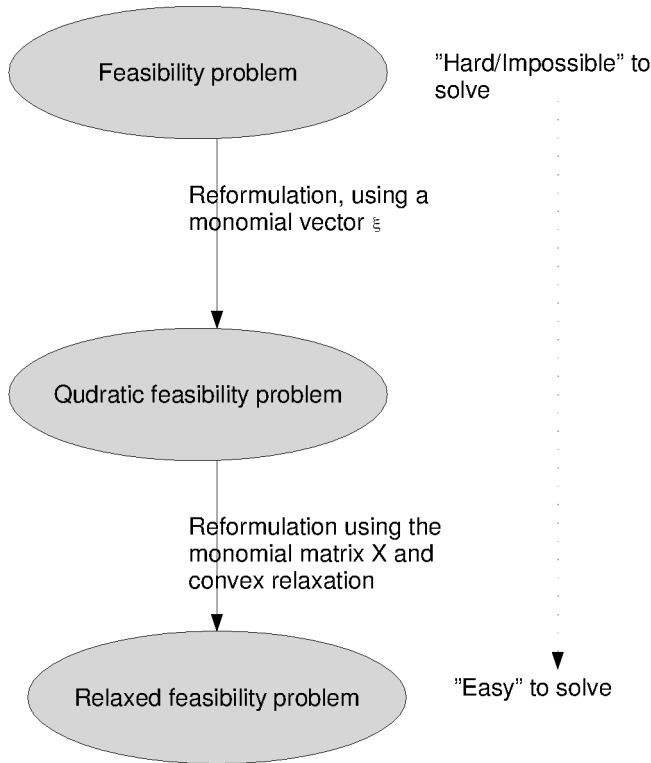 Feasibility problem
”Hard/Impossible” to
solve
Reformulation, using a
monomial vector ξ
Qudratic feasibility problem
Reformulation using the
monomial matrix X and
convex relaxation
Relaxed feasibility problem
”Easy” to solve